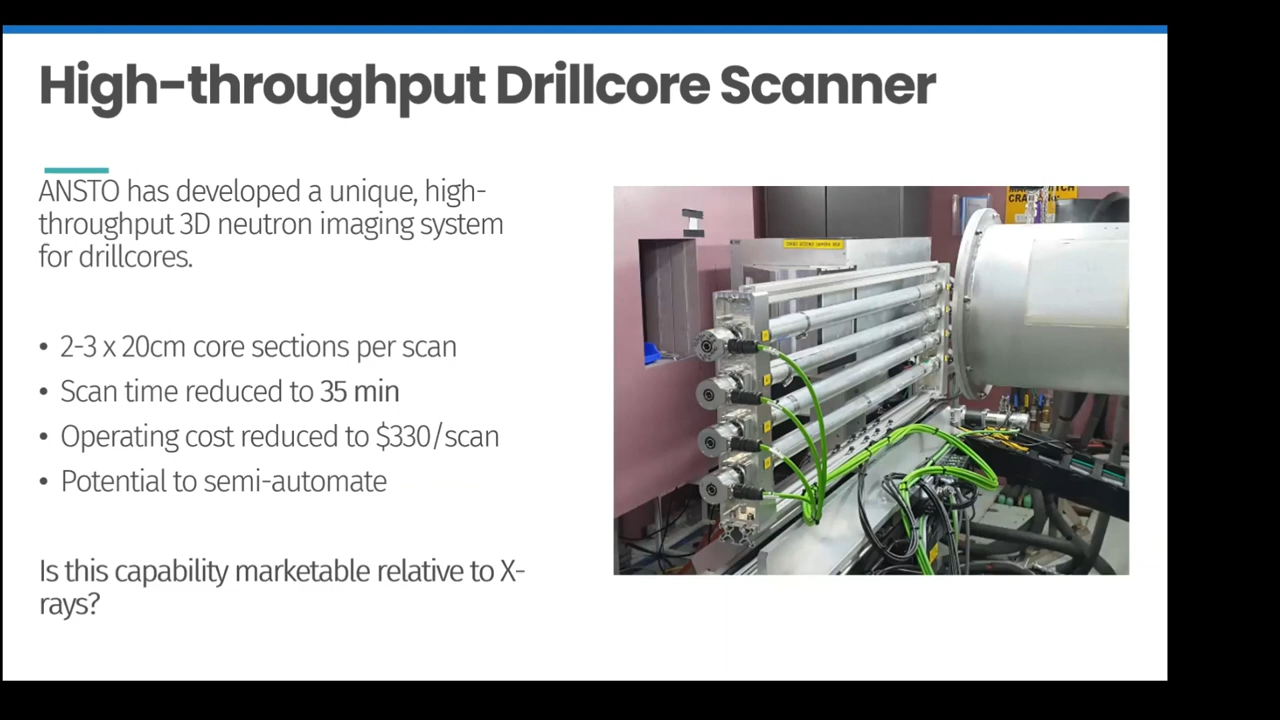 High-throughput Drillcore Scanner
ANSTO has developed a unique, high-
throughput 3D neutron imaging system
for drillcores.
• 2-3 x 20cm core sections per scan
• Scan time reduced to 35 min
• Operating cost reduced to $330/scan
• Potential to semi-automate
Is this capability marketable relative to X-
rays?